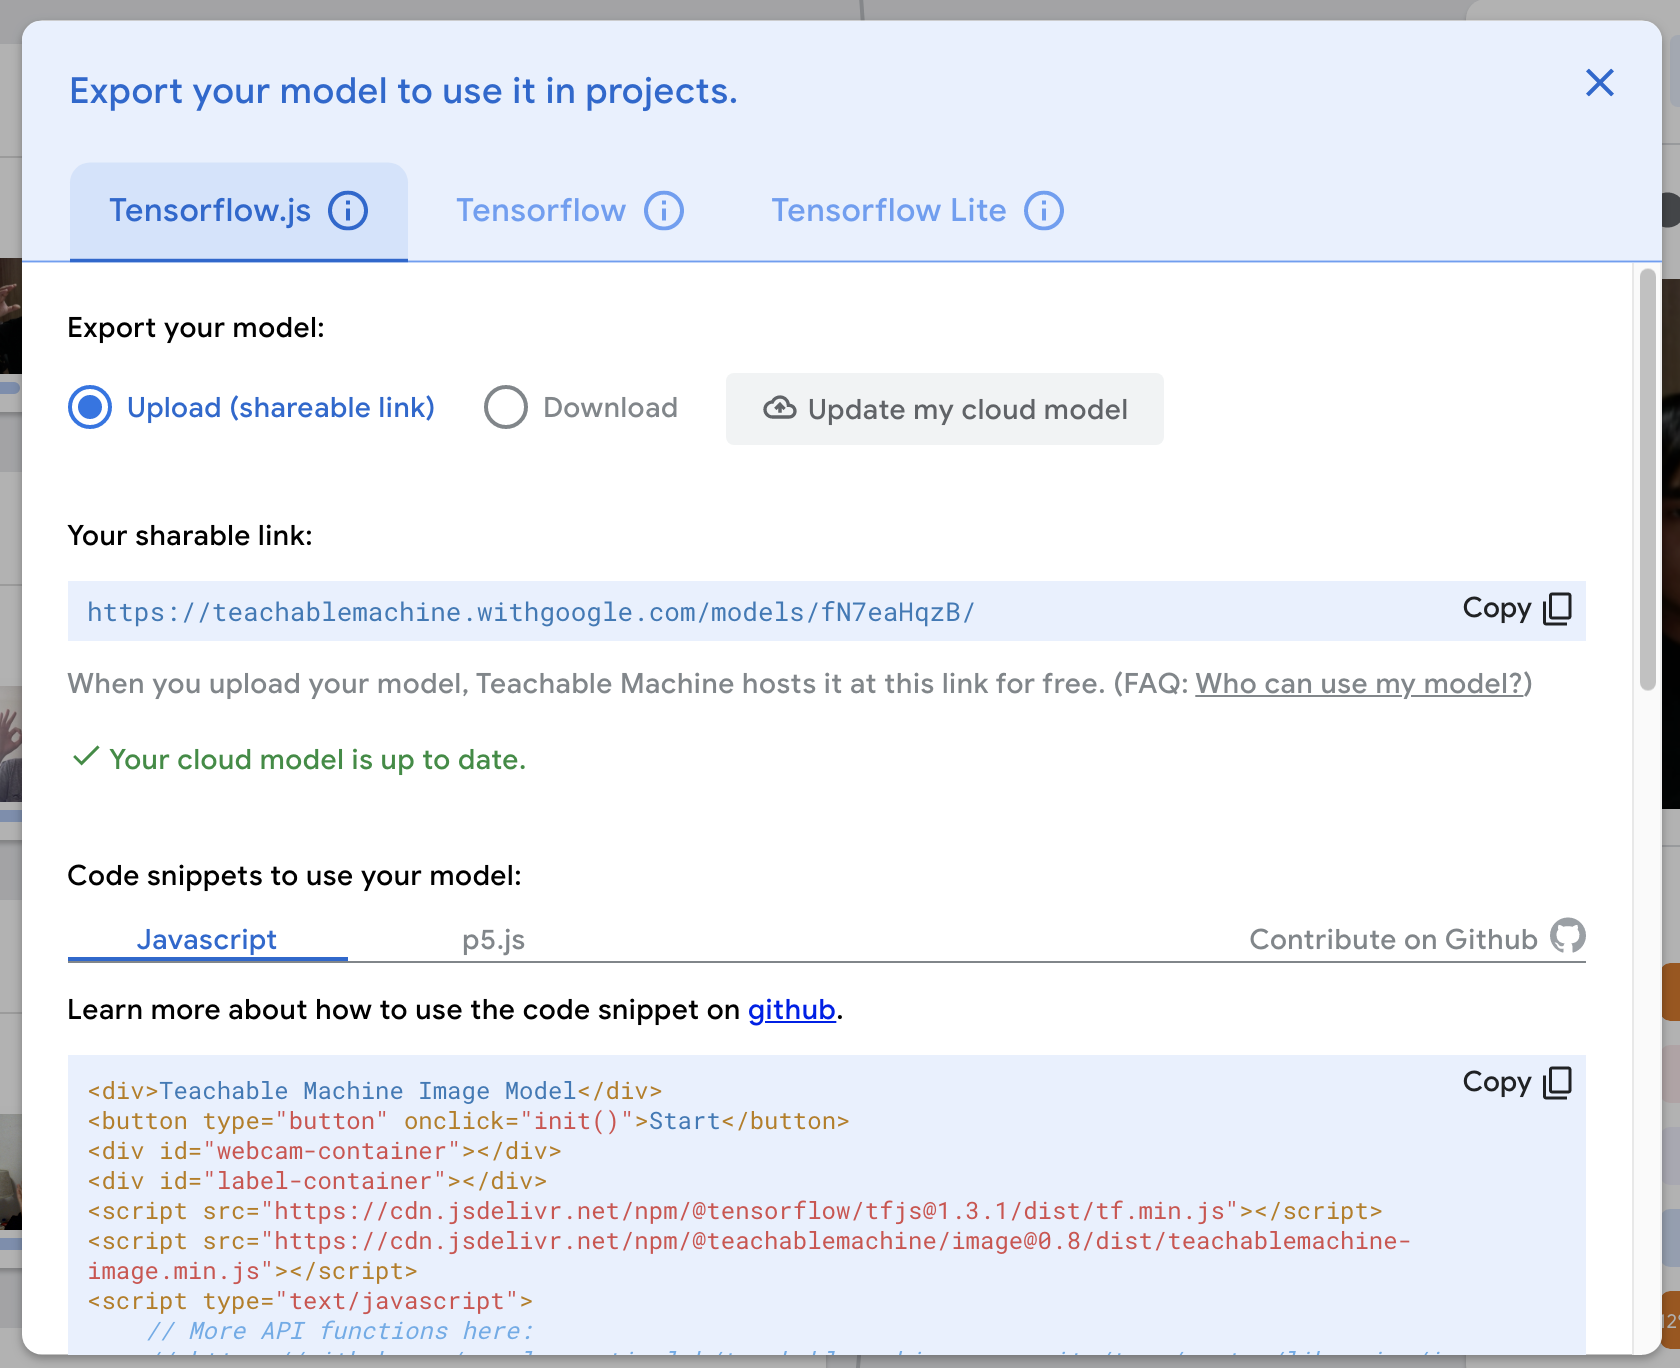 Export your model to use it in projects.
Tensorflow.js Tensorflow Tensorflow Lite
Export your model:
Upload (shareable link) Download Update my cloud model
Your sharable link:
https://teachablemachine.withgoogle.com/models/fN7eaHqzB/ Copy
When you upload your model, Teachable Machine hosts it at this link for free. (FAQ: Who can use my model?)
Your cloud model is up to date.
Code snippets to use your model:
Javascript p5.js Contribute on Github
Learn more about how to use the code snippet on github.
Copy
<div>Teachable Machine Image Model</div>
<button type="button" onclick="init()">Start</button>
<div id="webcam-container"></div>
<div id="label-container"></div>
<script src="https://cdn.jsdelivr.net/npm/@tensorflow/tfjs@1.3.1/dist/tf.min.js"></script>
<script src="https://cdn.jsdelivr.net/npm/@teachablemachine/image@0.8/dist/teachablemachine-
image.min.js"></script>
<script type="text/javascript">
// More API functions here: